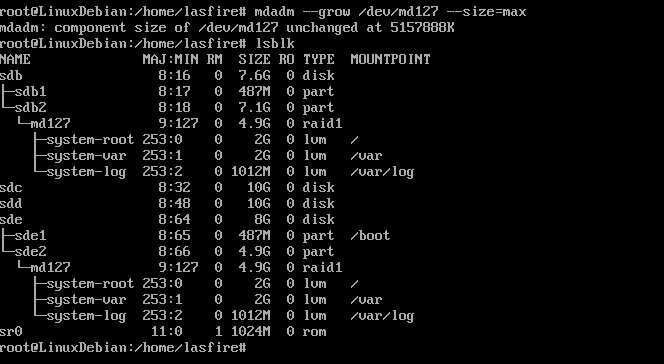 root@LinuxDebian:/home/lasfire# mdadm --grow /dev/md127 --size=max
mdadm: component size of /dev/md127 unchanged at 5157888K
root@LinuxDebian:/home/lasfire# lsblk
NAME              MAJ:MIN RM  SIZE RO TYPE  MOUNTPOINT
sdb                 8:16   0  7.6G  0 disk
├─sdb1              8:17   0  487M  0 part
└─sdb2              8:18   0  7.1G  0 part
  └─md127           9:127  0  4.9G  0 raid1
    ├─system-root 253:0    0    2G  0 lvm   /
    ├─system-var  253:1    0    2G  0 lvm   /var
    └─system-log  253:2    0 1012M  0 lvm   /var/log
sdc                 8:32   0   10G  0 disk
sdd                 8:48   0   10G  0 disk
sde                 8:64   0    8G  0 disk
├─sde1              8:65   0  487M  0 part  /boot
└─sde2              8:66   0  4.9G  0 part
  └─md127           9:127  0  4.9G  0 raid1
    ├─system-root 253:0    0    2G  0 lvm   /
    ├─system-var  253:1    0    2G  0 lvm   /var
    └─system-log  253:2    0 1012M  0 lvm   /var/log
sr0                11:0    1 1024M  0 rom
root@LinuxDebian:/home/lasfire#